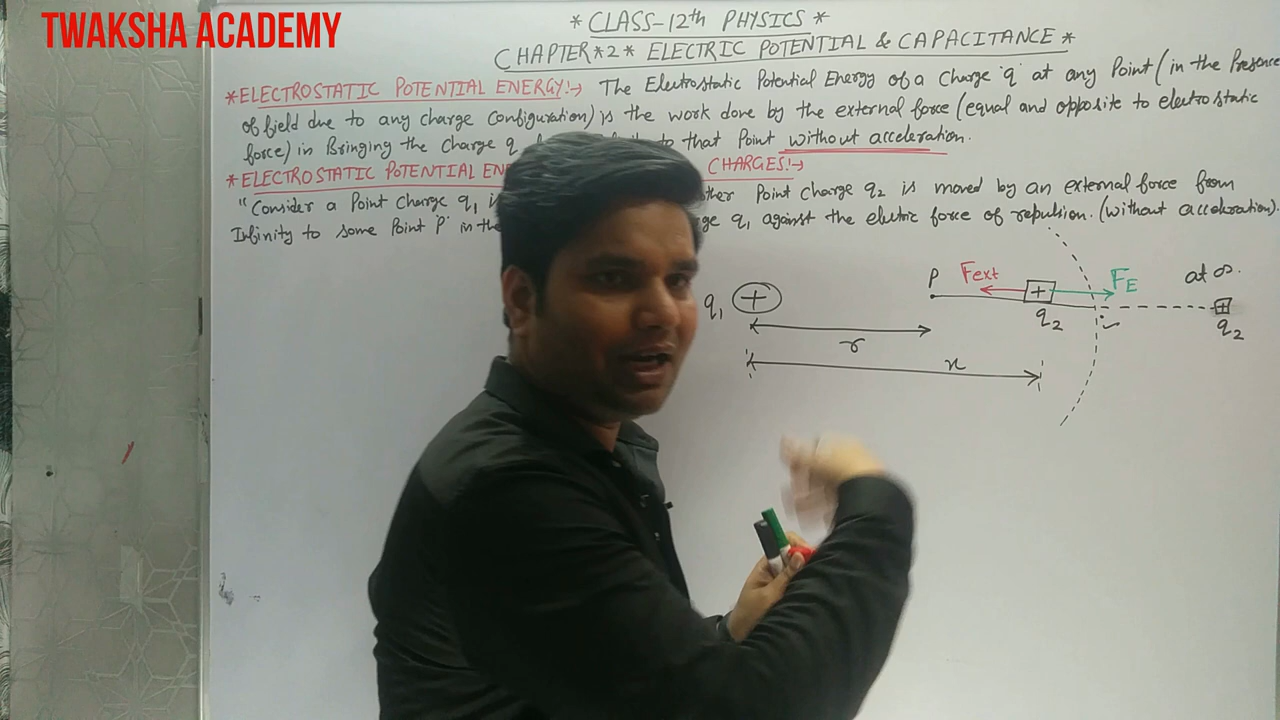 TWAKSHA ACADEMY
* CLASS-12th PHYSICS *
CHAPTER*2* ELECTRIC POTENTIAL & CAPACITANCE *
*ELECTROSTATIC POTENTIAL ENERGY:→ The Electrostatic Potential Energy of a charge 'q' at any Point (in the Presence
of field due to any charge configuration) is the work done by the external force (equal and opposite to electrostatic
force) in Bringing the Charge q to that Point without acceleration.
*ELECTROSTATIC POTENTIAL CHARGES:→
"Consider a Point Charge q₁ Point Charge q₂ is moved by an external force from
Infinity to some Point 'P' in the q₁ against the electric force of repulsion. (without acceleration).
P Fext FE at ∞.
q₁ + + +
q₂ q₂
r
x